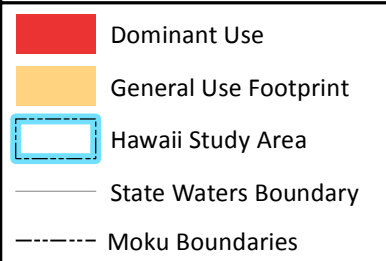 Dominant Use
General Use Footprint
Hawaii Study Area
State Waters Boundary
Moku Boundaries